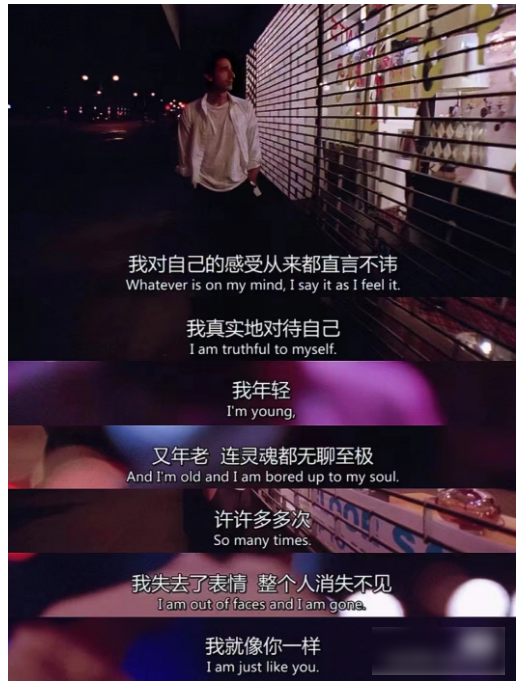 我对自己的感受从来都直言不讳
Whatever is on my mind, I say it as I feel it.
我真实地对待自己
I am truthful to myself.
我年轻
I'm young,
又年老 连灵魂都无聊至极
And I'm old and I am bored up to my soul.
许许多多次
So many times.
我失去了表情 整个人消失不见
I am out of faces and I am gone.
我就像你一样
I am just like you.